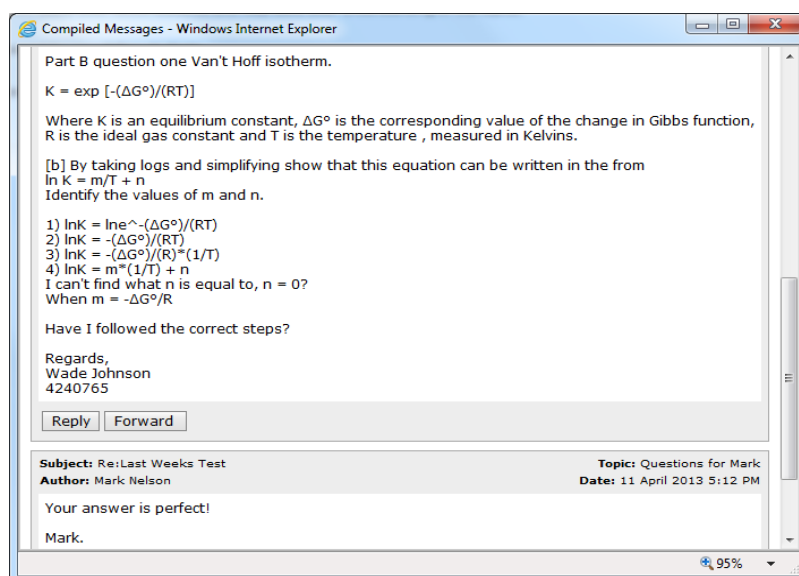 Compiled Messages - Windows Internet Explorer
Part B question one Van't Hoff isotherm.
K = exp [-(ΔG°)/(RT)]
Where K is an equilibrium constant, ΔG° is the corresponding value of the change in Gibbs function,
R is the ideal gas constant and T is the temperature , measured in Kelvins.
[b] By taking logs and simplifying show that this equation can be written in the from
ln K = m/T + n
Identify the values of m and n.
1) lnK = lne^-(ΔG°)/(RT)
2) lnK = -(ΔG°)/(RT)
3) lnK = -(ΔG°)/(R)*(1/T)
4) lnK = m*(1/T) + n
I can't find what n is equal to, n = 0?
When m = -ΔG°/R
Have I followed the correct steps?
Regards,
Wade Johnson
4240765
Reply Forward
Subject: Re:Last Weeks Test Topic: Questions for Mark
Author: Mark Nelson Date: 11 April 2013 5:12 PM
Your answer is perfect!
Mark.
95%